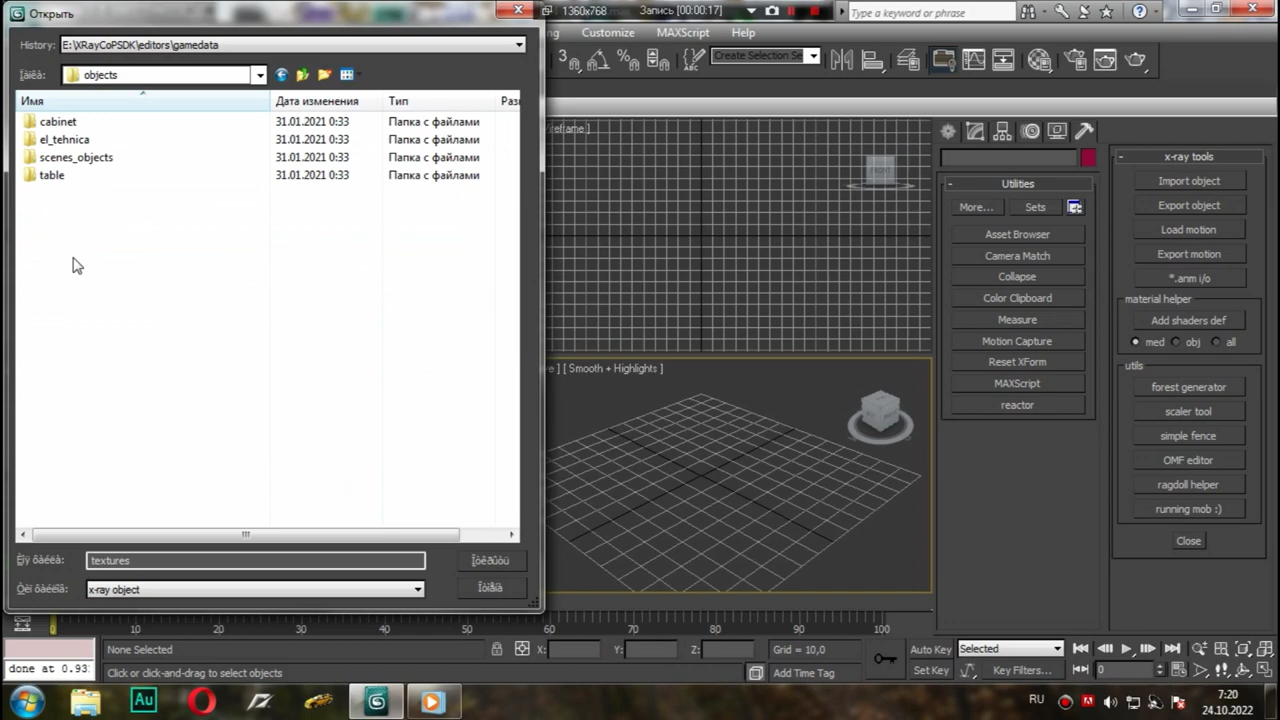 Открыть
1360x768
Запись [00:00:17]
Type a keyword or phrase
History: E:\XRayCoPSDK\editors\gamedata
Customize MAXScript Help
Ïàïêà: objects
Create Selection Se
Имя Дата изменения Тип Раз
cabinet 31.01.2021 0:33 Папка с файлами
el_tehnica 31.01.2021 0:33 Папка с файлами
scenes_objects 31.01.2021 0:33 Папка с файлами
table 31.01.2021 0:33 Папка с файлами
ireframe ]
FRONT
Utilities
More... Sets
Asset Browser
Camera Match
Collapse
Color Clipboard
Measure
Motion Capture
Reset XForm
MAXScript
reactor
x-ray tools
Import object
Export object
Load motion
Export motion
*.anm i/o
material helper
Add shaders def
med obj all
utils
forest generator
scaler tool
simple fence
OMF editor
ragdoll helper
running mob :)
Close
ve ] [ Smooth + Highlights ]
textures
x-ray object
0 10 20 30 40 50 60 70 80 90 100
None Selected X: Y: Z: Grid = 10,0 Auto Key Selected
done at 0.93 Click or click-and-drag to select objects Add Time Tag Set Key Key Filters... 0
Au
RU
7:20
24.10.2022